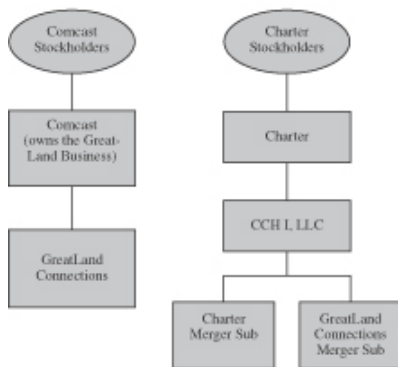 Comcast
Stockholders
Comcast
(owns the Great-
Land Business)
GreatLand
Connections
Charter
Stockholders
Charter
CCH I, LLC
Charter
Merger Sub
GreatLand
Connections
Merger Sub